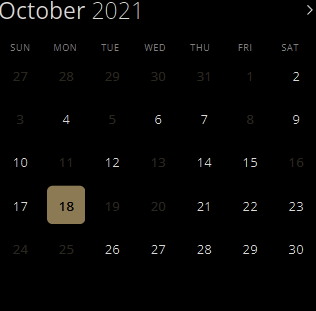 October 2021
SUN MON TUE WED THU FRI SAT
27 28 29 30 31 1 2
3 4 5 6 7 8 9
10 11 12 13 14 15 16
17 18 19 20 21 22 23
24 25 26 27 28 29 30